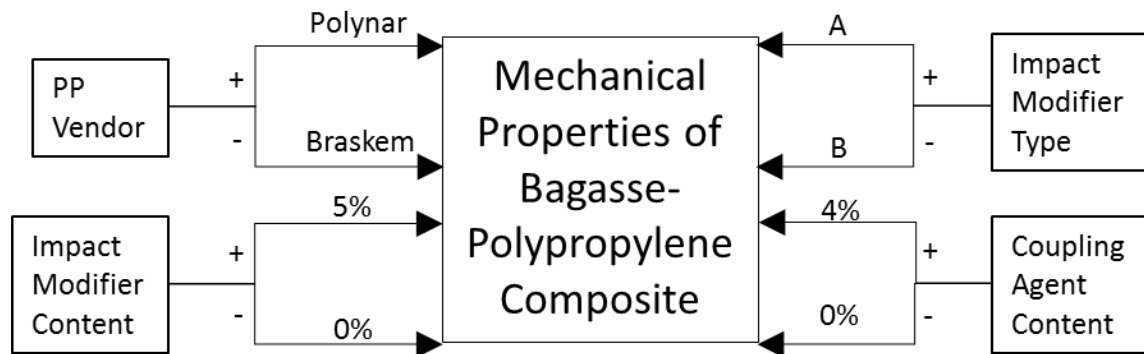 PP
Vendor
+
-
Polynar
Braskem
Impact
Modifier
Content
+
-
5%
0%
Mechanical
Properties of
Bagasse-
Polypropylene
Composite
A
B
+
-
Impact
Modifier
Type
4%
0%
+
-
Coupling
Agent
Content